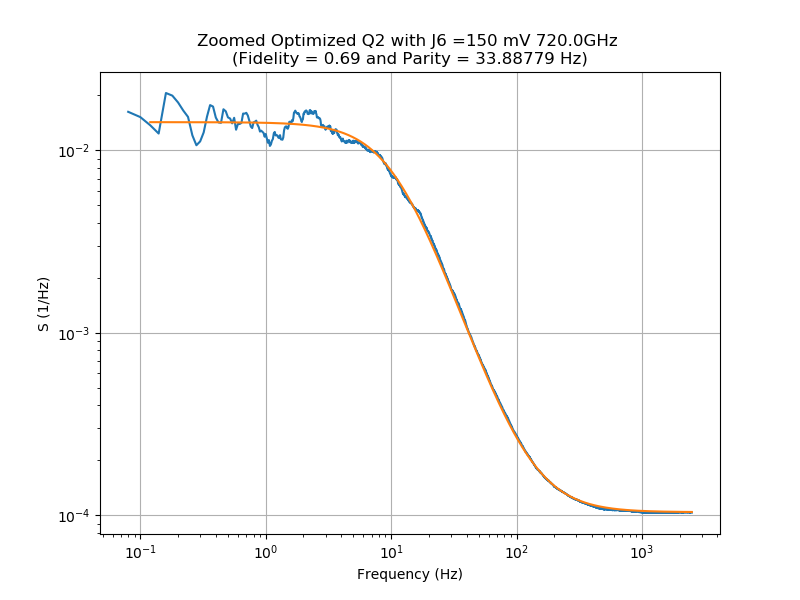 Zoomed Optimized Q2 with J6 =150 mV 720.0GHz
(Fidelity = 0.69 and Parity = 33.88779 Hz)
S (1/Hz)
10⁻²
10⁻³
10⁻⁴
10⁻¹ 10⁰ 10¹ 10² 10³
Frequency (Hz)